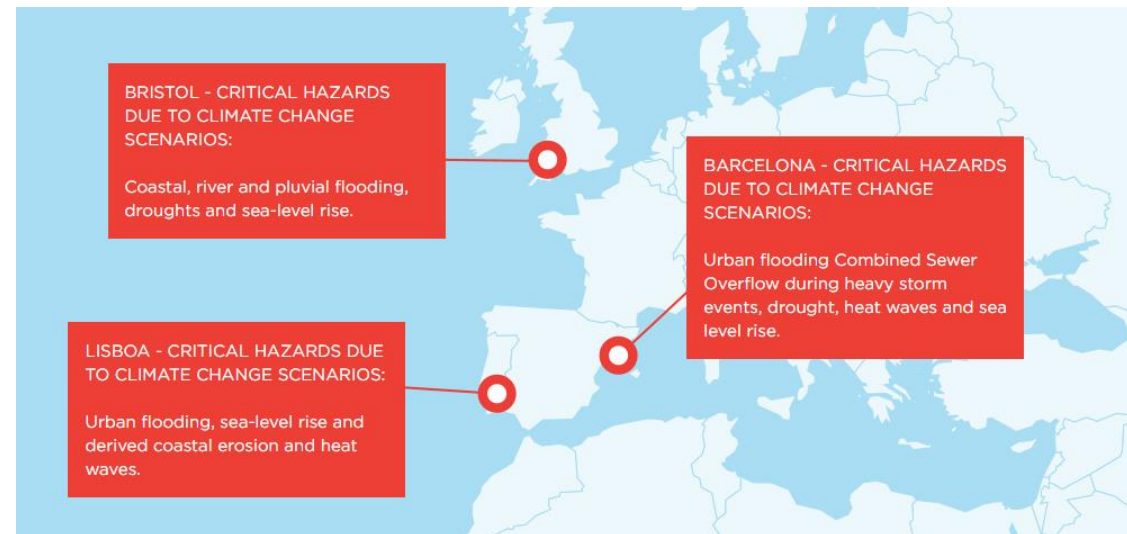 BRISTOL - CRITICAL HAZARDS
DUE TO CLIMATE CHANGE
SCENARIOS:
Coastal, river and pluvial flooding,
droughts and sea-level rise.
BARCELONA - CRITICAL HAZARDS
DUE TO CLIMATE CHANGE
SCENARIOS:
Urban flooding Combined Sewer
Overflow during heavy storm
events, drought, heat waves and sea
level rise.
LISBOA - CRITICAL HAZARDS DUE
TO CLIMATE CHANGE SCENARIOS:
Urban flooding, sea-level rise and
derived coastal erosion and heat
waves.